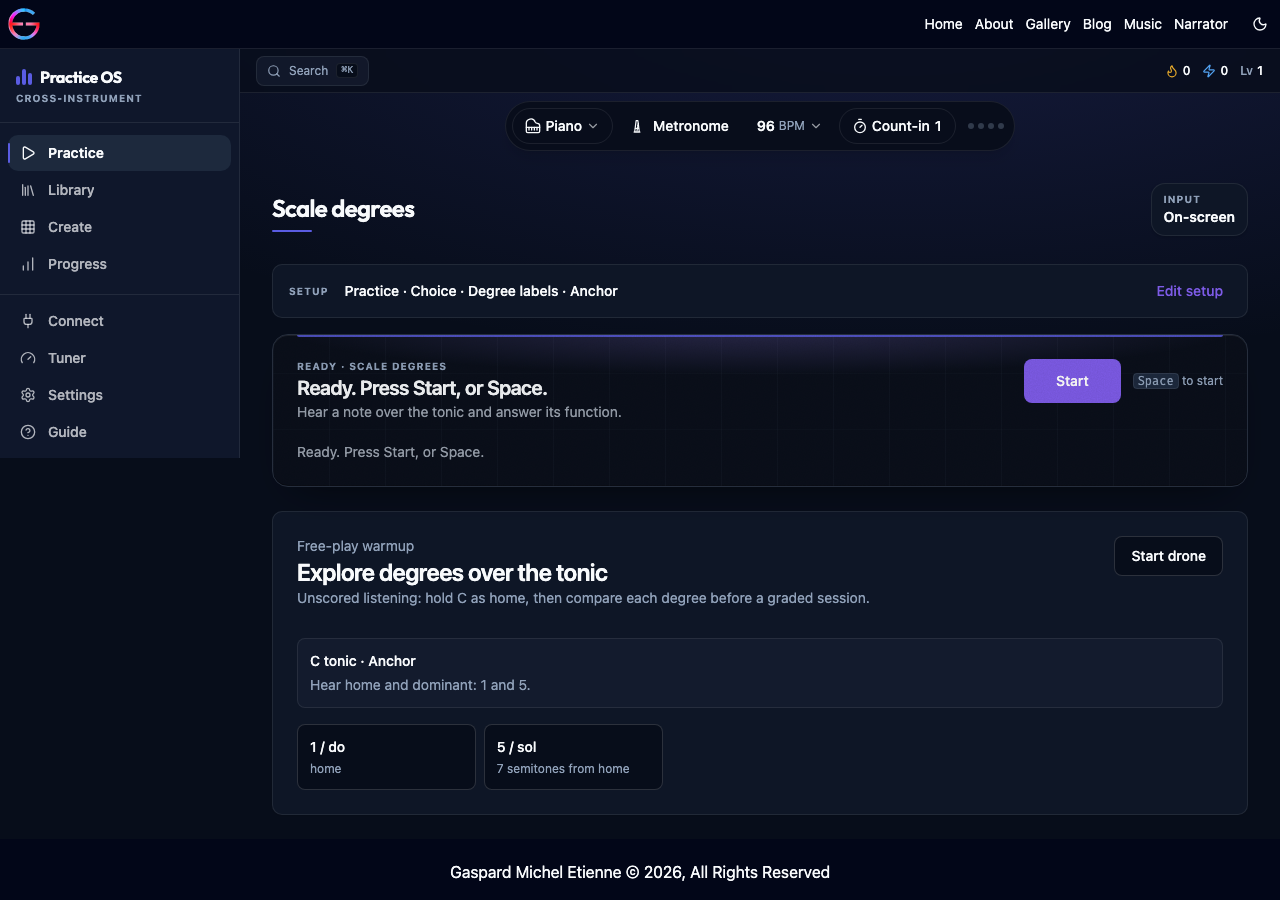 Home About Gallery Blog Music Narrator
Practice OS
CROSS-INSTRUMENT
Search ⌘K
0 0 Lv 1
Piano Metronome 96 BPM Count-in 1
Practice
Library
Create
Progress
Connect
Tuner
Settings
Guide
Scale degrees
INPUT
On-screen
SETUP Practice · Choice · Degree labels · Anchor Edit setup
READY · SCALE DEGREES
Ready. Press Start, or Space.
Hear a note over the tonic and answer its function.
Start Space to start
Ready. Press Start, or Space.
Free-play warmup
Explore degrees over the tonic
Unscored listening: hold C as home, then compare each degree before a graded session.
Start drone
C tonic · Anchor
Hear home and dominant: 1 and 5.
1 / do
home
5 / sol
7 semitones from home
Gaspard Michel Etienne © 2026, All Rights Reserved